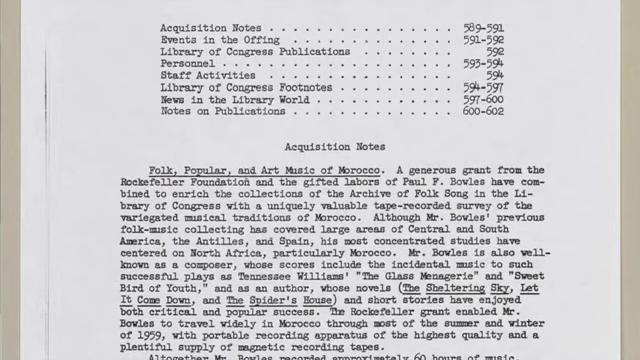 Acquisition Notes . . . . . . . . . . . . . . . . . 589-591
Events in the Offing . . . . . . . . . . . . . . . 591-592
Library of Congress Publications . . . . . . . . 592
Personnel . . . . . . . . . . . . . . . . . . . . . 593-594
Staff Activities . . . . . . . . . . . . . . . . . 594
Library of Congress Footnotes . . . . . . . . . . 594-597
News in the Library World . . . . . . . . . . . . 597-600
Notes on Publications . . . . . . . . . . . . . . 600-602
Acquisition Notes
Folk, Popular, and Art Music of Morocco. A generous grant from the
Rockefeller Foundation and the gifted labors of Paul F. Bowles have com-
bined to enrich the collections of the Archive of Folk Song in the Li-
brary of Congress with a uniquely valuable tape-recorded survey of the
variegated musical traditions of Morocco. Although Mr. Bowles' previous
folk-music collecting has covered large areas of Central and South
America, the Antilles, and Spain, his most concentrated studies have
centered on North Africa, particularly Morocco. Mr. Bowles is also well-
known as a composer, whose scores include the incidental music to such
successful plays as Tennessee Williams' "The Glass Menagerie" and "Sweet
Bird of Youth," and as an author, whose novels (The Sheltering Sky, Let
It Come Down, and The Spider's House) and short stories have enjoyed
both critical and popular success. The Rockefeller grant enabled Mr.
Bowles to travel widely in Morocco through most of the summer and winter
of 1959, with portable recording apparatus of the highest quality and a
plentiful supply of magnetic recording tapes.
Altogether Mr. Bowles recorded approximately 60 hours of music,